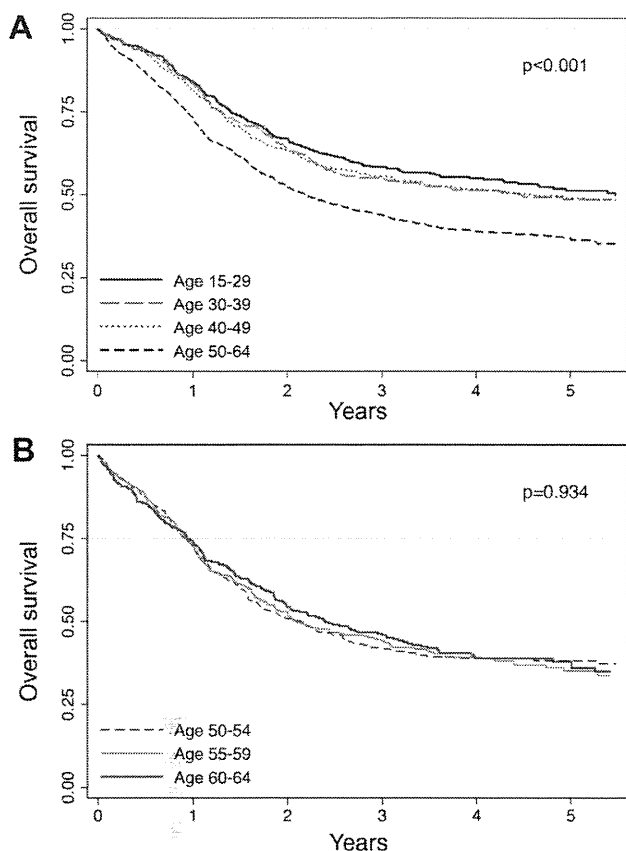 A
1.00
p<0.001
0.75
Overall survival
0.50
0.25
Age 15-29
Age 30-39
Age 40-49
Age 50-64
0.00
0 1 2 3 4 5
Years
B
1.00
p=0.934
0.75
Overall survival
0.50
0.25
Age 50-54
Age 55-59
Age 60-64
0.00
0 1 2 3 4 5
Years